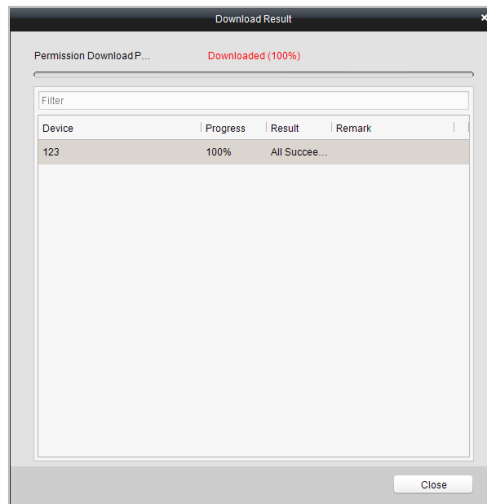 Download Result ×
Permission Download P... Downloaded (100%)
Filter
Device Progress Result Remark
123 100% All Succee...
Close